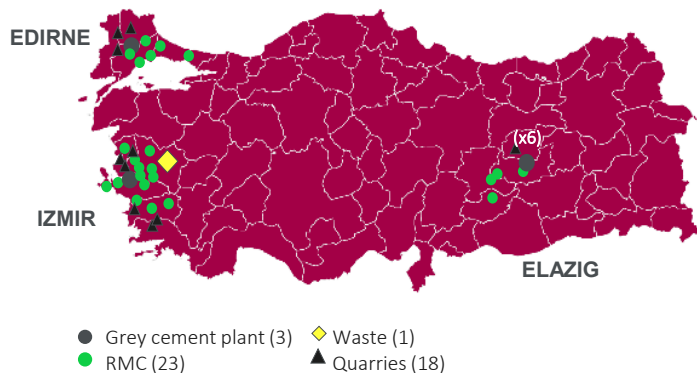 EDIRNE
(x6)
IZMIR
ELAZIG
Grey cement plant (3)
Waste (1)
RMC (23)
Quarries (18)